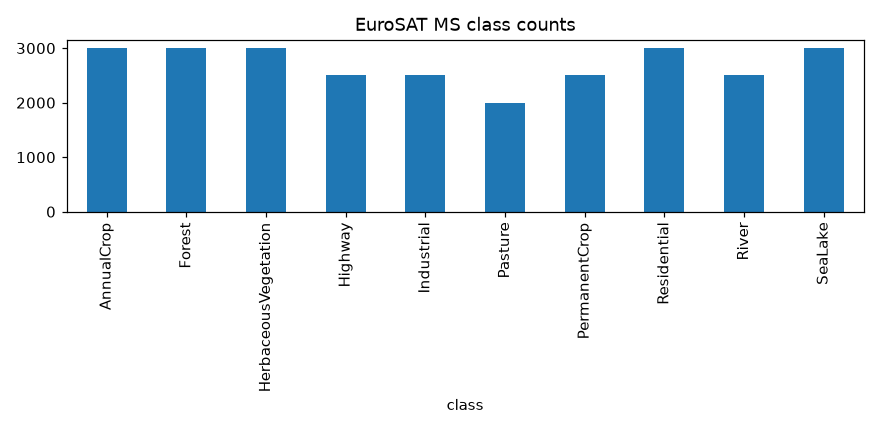 EuroSAT MS class counts
3000
2000
1000
0
AnnualCrop
Forest
HerbaceousVegetation
Highway
Industrial
Pasture
PermanentCrop
Residential
River
SeaLake
class